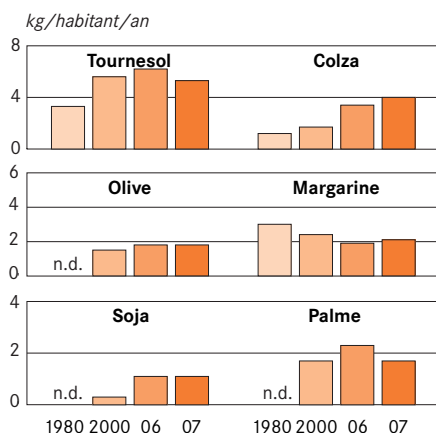 kg/habitant/an
8
Tournesol Colza
4
0
6
Olive Margarine
4
2
n.d.
0
4
Soja Palme
2
n.d. n.d.
0
1980 2000 06 07 1980 2000 06 07